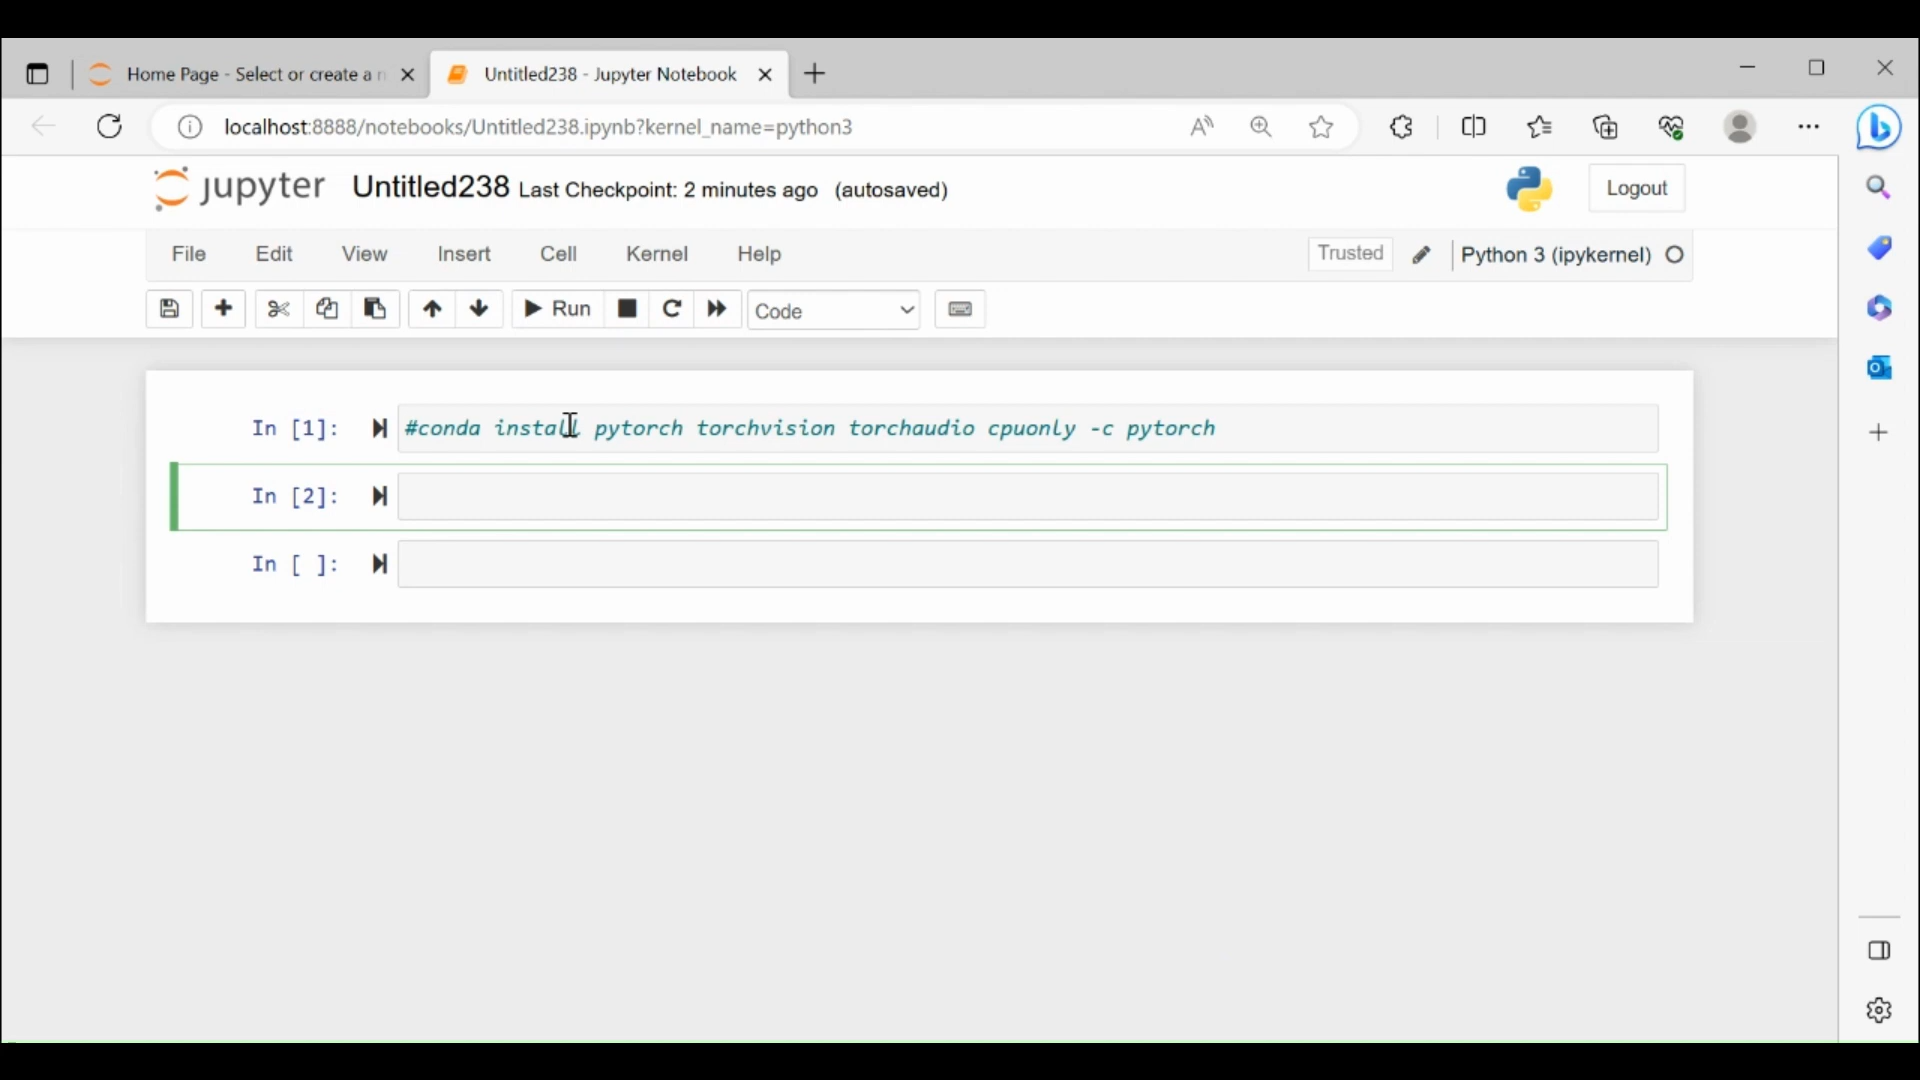 Home Page - Select or create a n
Untitled238 - Jupyter Notebook
localhost:8888/notebooks/Untitled238.ipynb?kernel_name=python3
jupyter Untitled238 Last Checkpoint: 2 minutes ago (autosaved)
Logout
File Edit View Insert Cell Kernel Help
Trusted
Python 3 (ipykernel)
Run
Code
In [1]: #conda install pytorch torchvision torchaudio cpuonly -c pytorch
In [2]:
In [ ]: